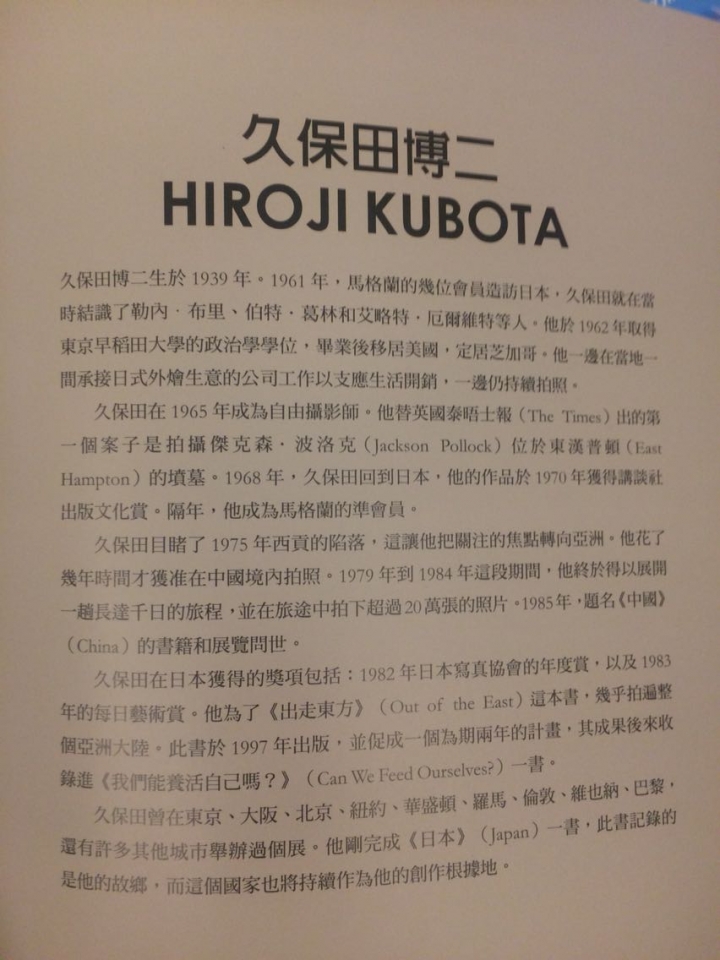 久保田博二
HIROJI KUBOTA
久保田博二生於 1939 年。1961 年，馬格蘭的幾位會員造訪日本，久保田就在當
時結識了勒內．布里、伯特．葛林和艾略特．厄爾維特等人。他於 1962 年取得
東京早稻田大學的政治學學位，畢業後移居美國，定居芝加哥。他一邊在當地一
間承接日式外燴生意的公司工作以支應生活開銷，一邊仍持續拍照。
久保田在 1965 年成為自由攝影師。他替英國泰晤士報（The Times）出的第
一個案子是拍攝傑克森．波洛克（Jackson Pollock）位於東漢普頓（East
Hampton）的墳墓。1968 年，久保田回到日本，他的作品於 1970 年獲得講談社
出版文化賞。隔年，他成為馬格蘭的準會員。
久保田目睹了 1975 年西貢的陷落，這讓他把關注的焦點轉向亞洲。他花了
幾年時間才獲准在中國境內拍照。1979 年到 1984 年這段期間，他終於得以展開
一趟長達千日的旅程，並在旅途中拍下超過 20 萬張的照片。1985 年，題名《中國》
（China）的書籍和展覽問世。
久保田在日本獲得的獎項包括：1982 年日本寫真協會的年度賞，以及 1983
年的每日藝術賞。他為了《出走東方》（Out of the East）這本書，幾乎拍遍整
個亞洲大陸。此書於 1997 年出版，並促成一個為期兩年的計畫，其成果後來收
錄進《我們能養活自己嗎？》（Can We Feed Ourselves?）一書。
久保田曾在東京、大阪、北京、紐約、華盛頓、羅馬、倫敦、維也納、巴黎，
還有許多其他城市舉辦過個展。他剛完成《日本》（Japan）一書，此書記錄的
是他的故鄉，而這個國家也將持續作為他的創作根據地。